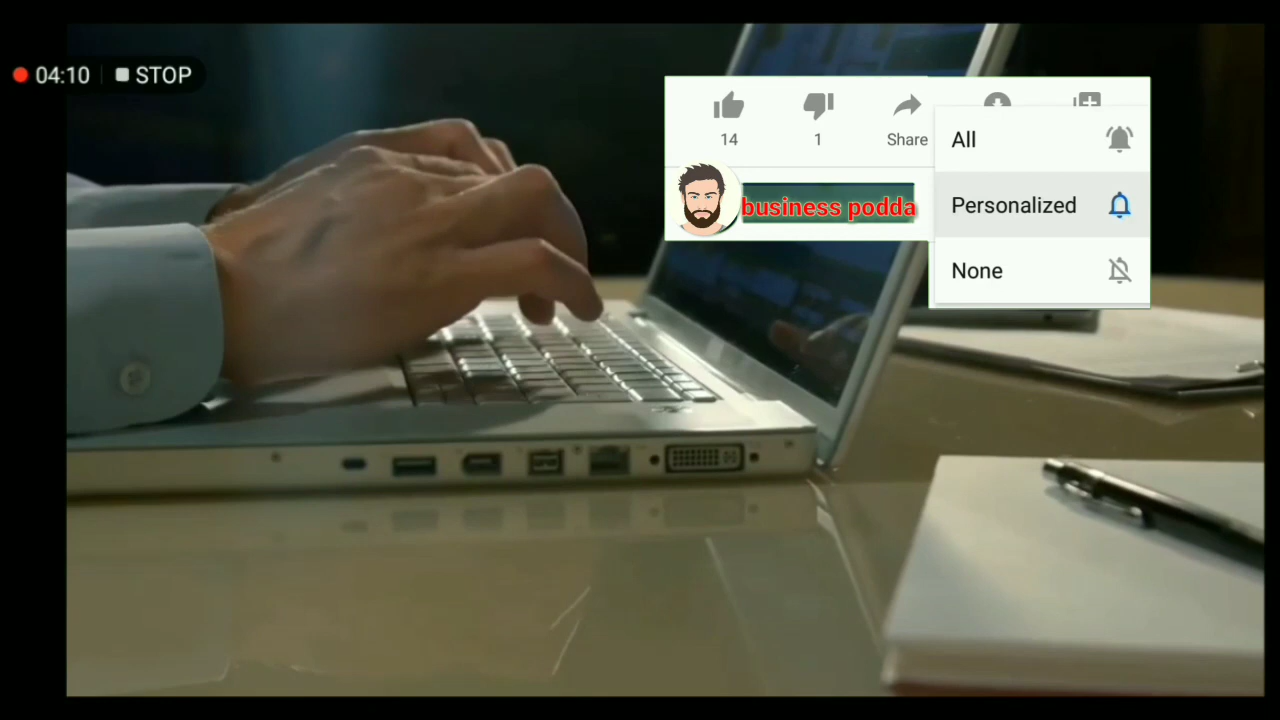 04:10
STOP
14
1
Share
All
business podda
Personalized
None